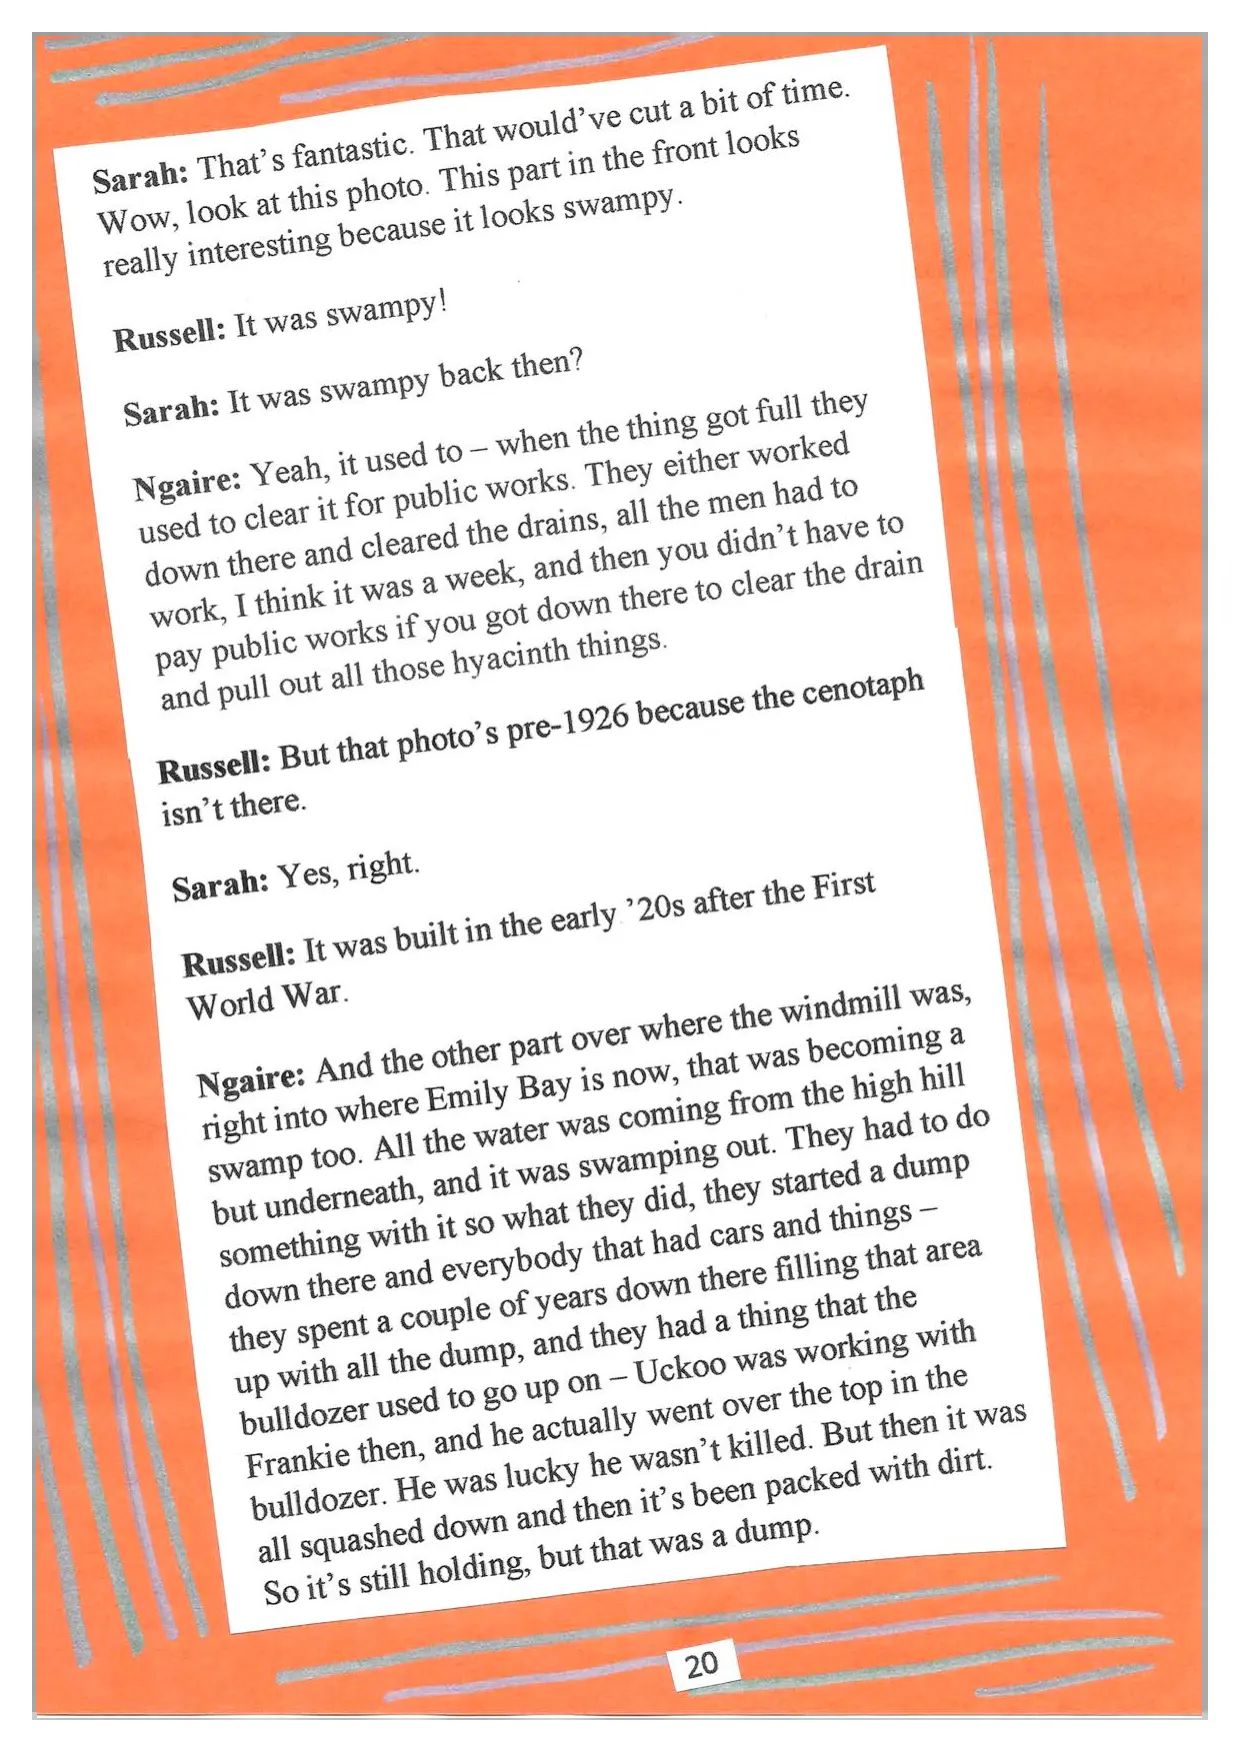 Sarah: That's fantastic. That would've cut a bit of time.
Wow, look at this photo. This part in the front looks
really interesting because it looks swampy.
Russell: It was swampy!
Sarah: It was swampy back then?
Ngaire: Yeah, it used to – when the thing got full they
used to clear it for public works. They either worked
down there and cleared the drains, all the men had to
work, I think it was a week, and then you didn't have to
pay public works if you got down there to clear the drain
and pull out all those hyacinth things.
Russell: But that photo's pre-1926 because the cenotaph
isn't there.
Sarah: Yes, right.
Russell: It was built in the early '20s after the First
World War.
Ngaire: And the other part over where the windmill was,
right into where Emily Bay is now, that was becoming a
swamp too. All the water was coming from the high hill
but underneath, and it was swamping out. They had to do
something with it so what they did, they started a dump
down there and everybody that had cars and things –
they spent a couple of years down there filling that area
up with all the dump, and they had a thing that the
bulldozer used to go up on – Uckoo was working with
Frankie then, and he actually went over the top in the
bulldozer. He was lucky he wasn't killed. But then it was
all squashed down and then it's been packed with dirt.
So it's still holding, but that was a dump.
20